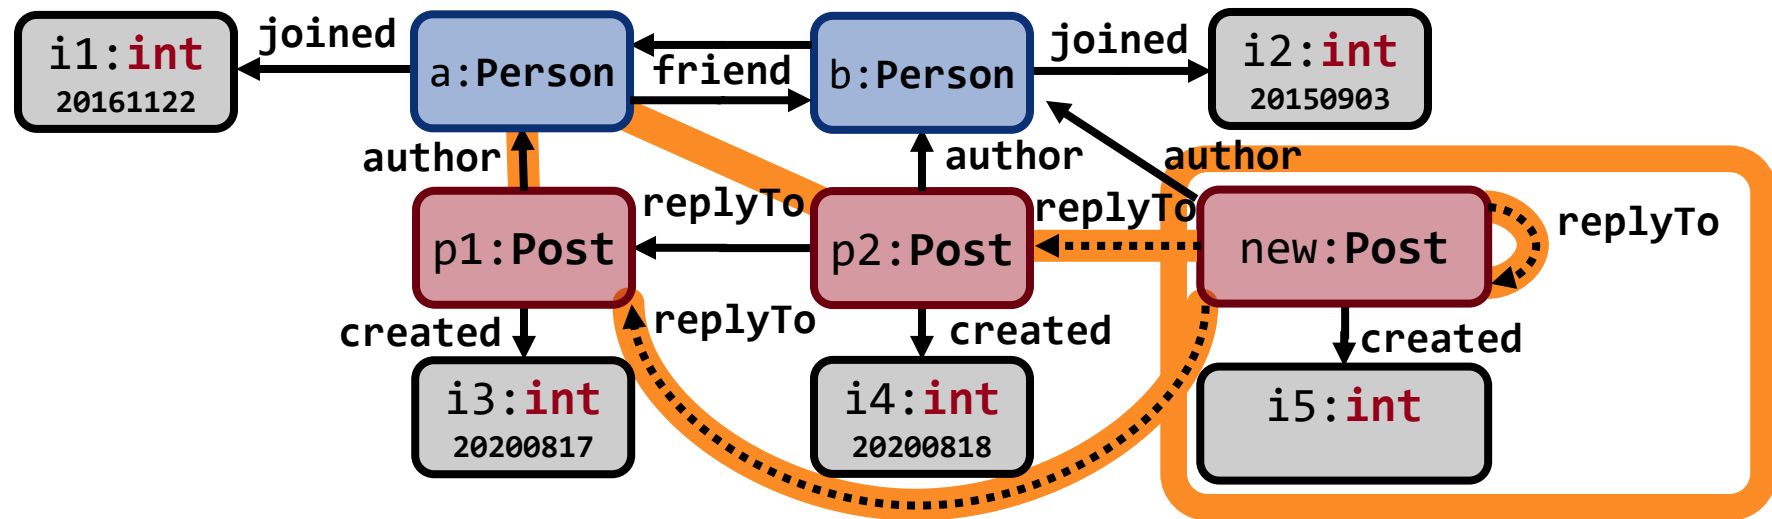 i1:int
20161122
joined
a:Person
friend
b:Person
joined
i2:int
20150903
author
author
author
replyTo
replyTo
replyTo
p1:Post
p2:Post
new:Post
created
replyTo
created
created
i3:int
20200817
i4:int
20200818
i5:int